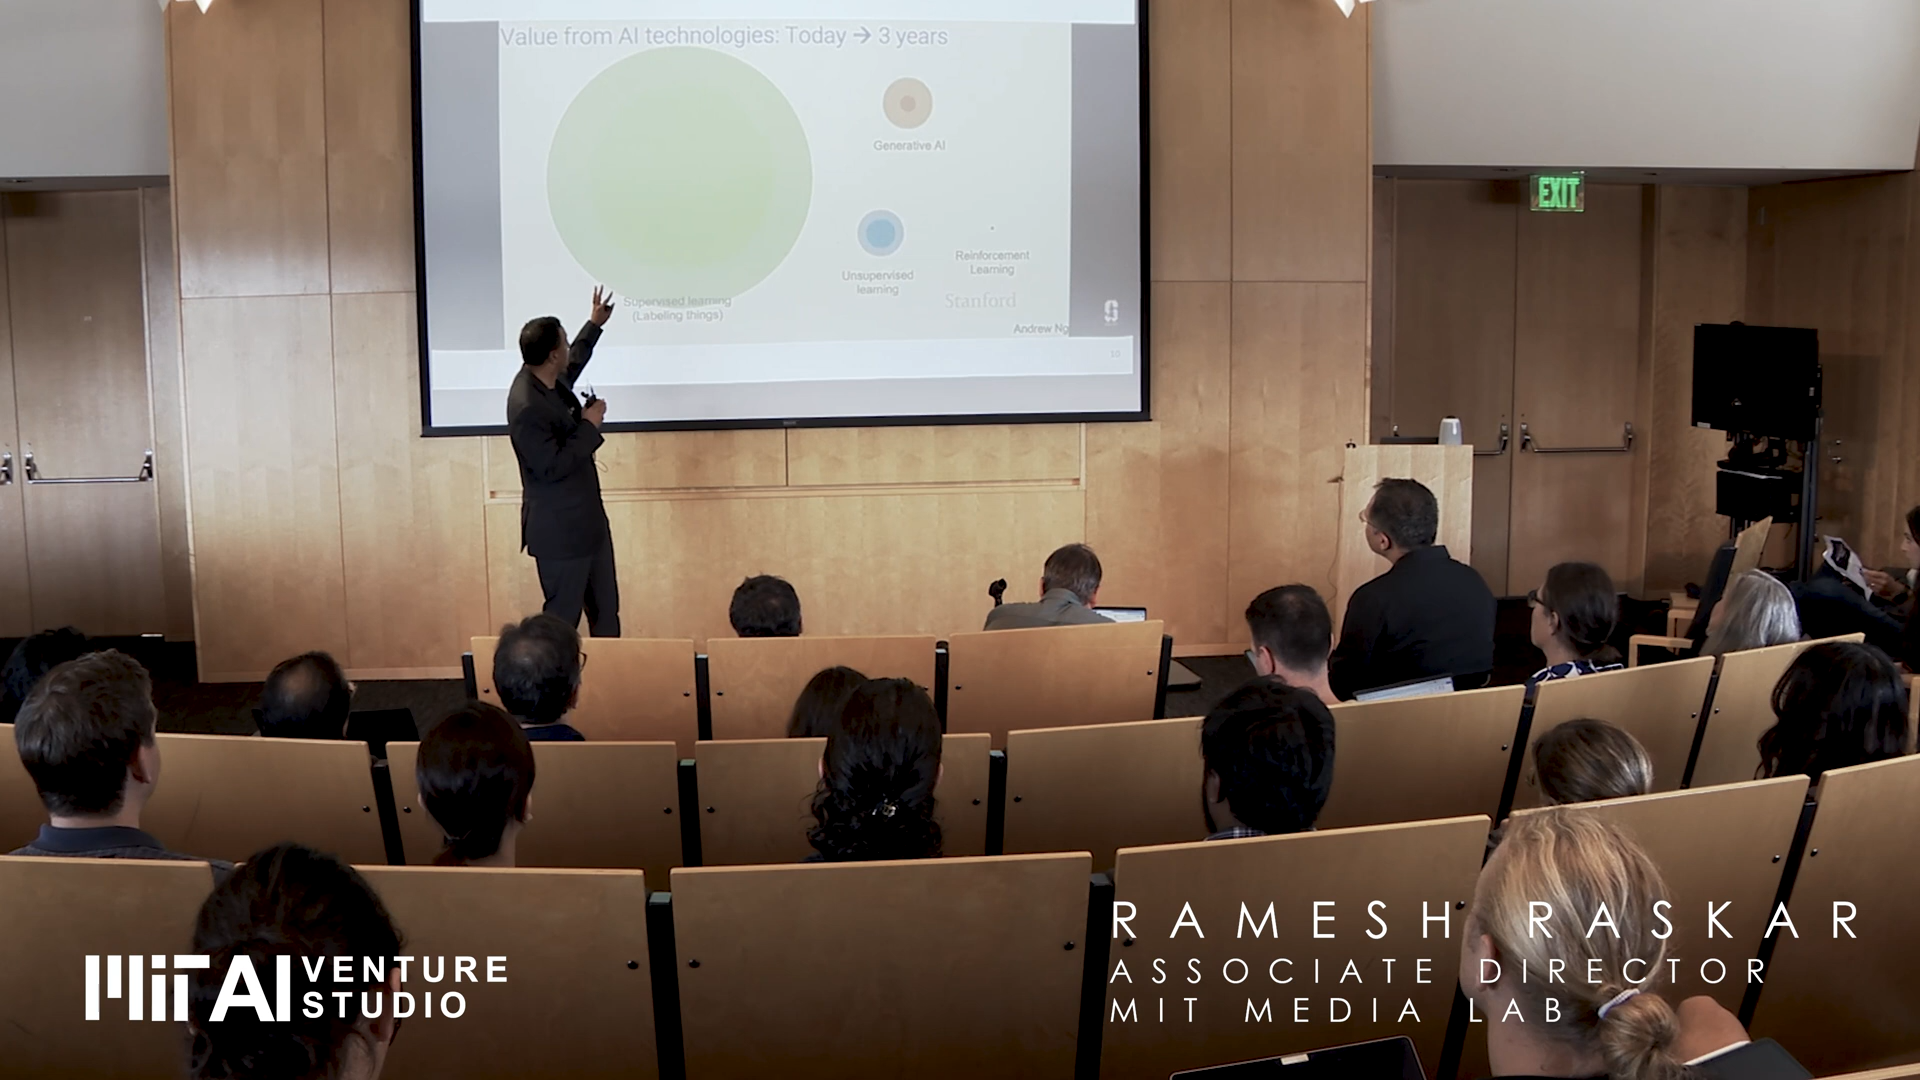 Value from AI technologies: Today → 3 years
Generative AI
Supervised learning
(Labeling things)
Unsupervised
learning
Reinforcement
Learning
Stanford
Andrew Ng
10
EXIT
MIT AI VENTURE
STUDIO
RAMESH RASKAR
ASSOCIATE DIRECTOR
MIT MEDIA LAB